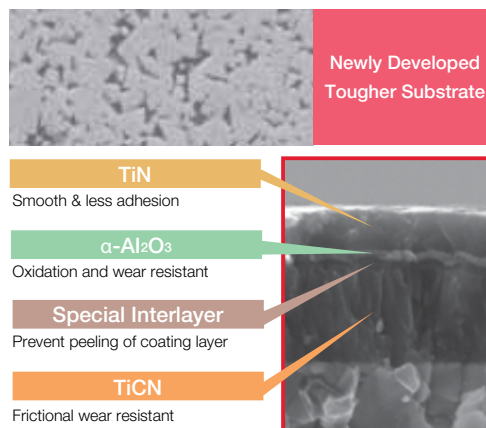 Newly Developed
Tougher Substrate
TiN
Smooth & less adhesion
α-Al2O3
Oxidation and wear resistant
Special Interlayer
Prevent peeling of coating layer
TiCN
Frictional wear resistant